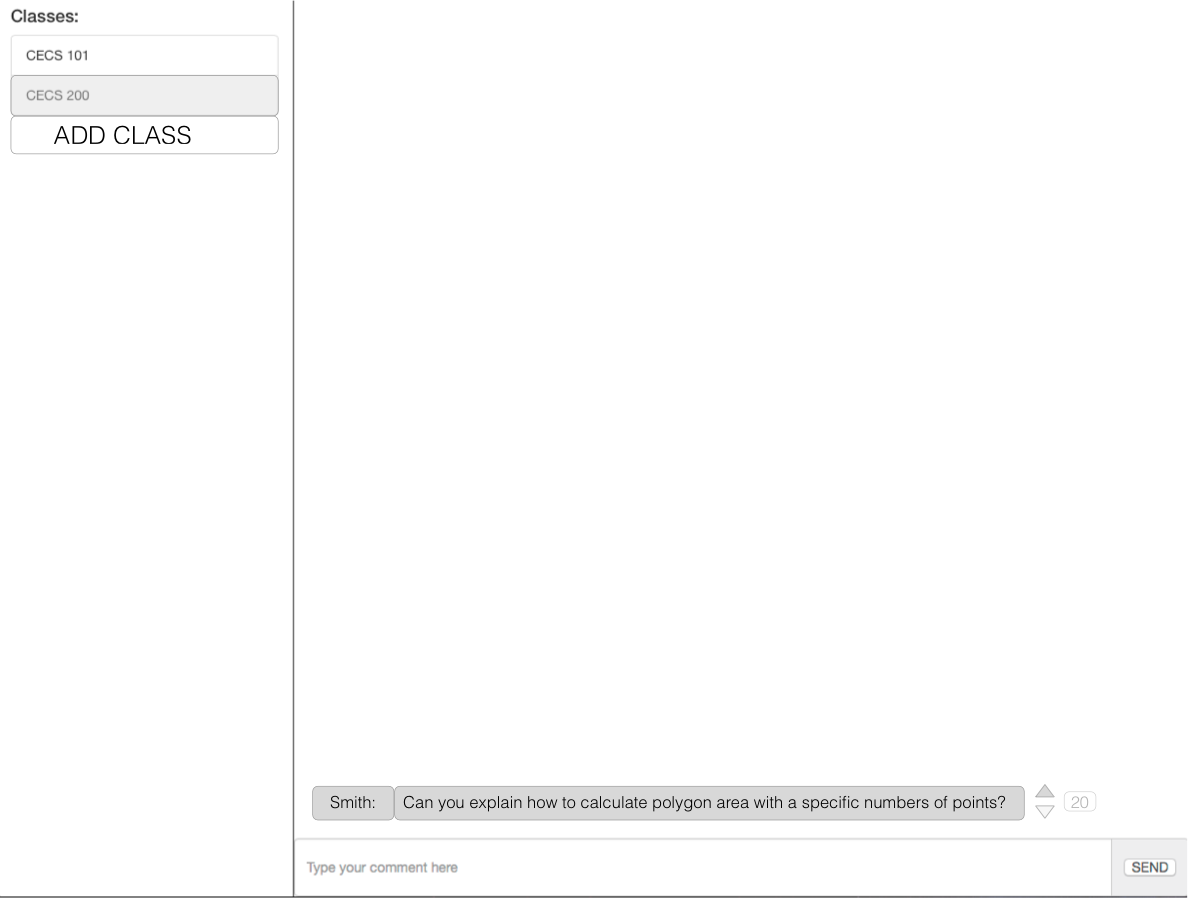 Classes:
CECS 101
CECS 200
ADD CLASS
Smith: Can you explain how to calculate polygon area with a specific numbers of points? 20
Type your comment here SEND